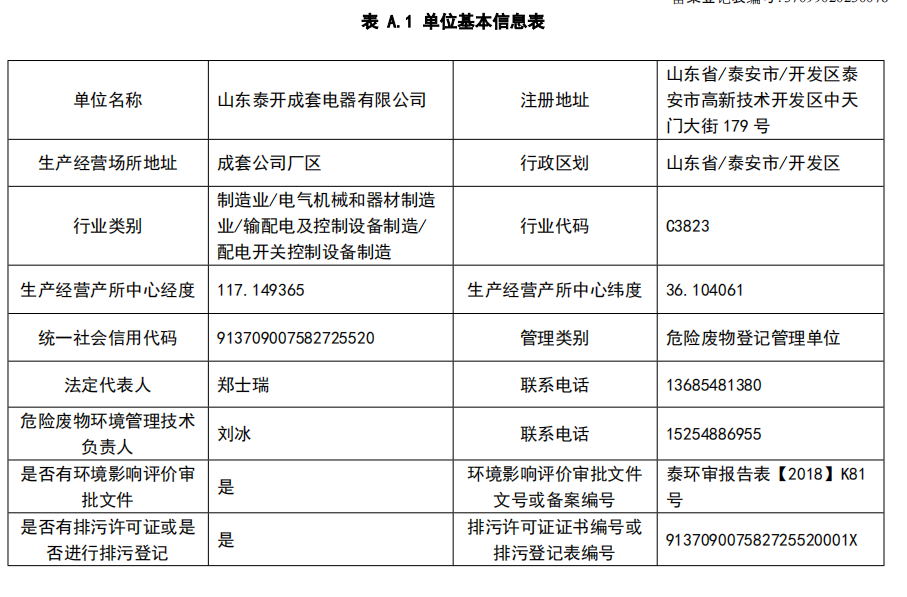 表 A.1 单位基本信息表
单位名称
山东泰开成套电器有限公司
注册地址
山东省/泰安市/开发区泰
安市高新技术开发区中天
门大街 179 号
生产经营场所地址
成套公司厂区
行政区划
山东省/泰安市/开发区
行业类别
制造业/电气机械和器材制造
业/输配电及控制设备制造/
配电开关控制设备制造
行业代码
C3823
生产经营产所中心经度
117.149365
生产经营产所中心纬度
36.104061
统一社会信用代码
913709007582725520
管理类别
危险废物登记管理单位
法定代表人
郑士瑞
联系电话
13685481380
危险废物环境管理技术
负责人
刘冰
联系电话
15254886955
是否有环境影响评价审
批文件
是
环境影响评价审批文件
文号或备案编号
泰环审报告表【2018】K81
号
是否有排污许可证或是
否进行排污登记
是
排污许可证证书编号或
排污登记表编号
913709007582725520001X